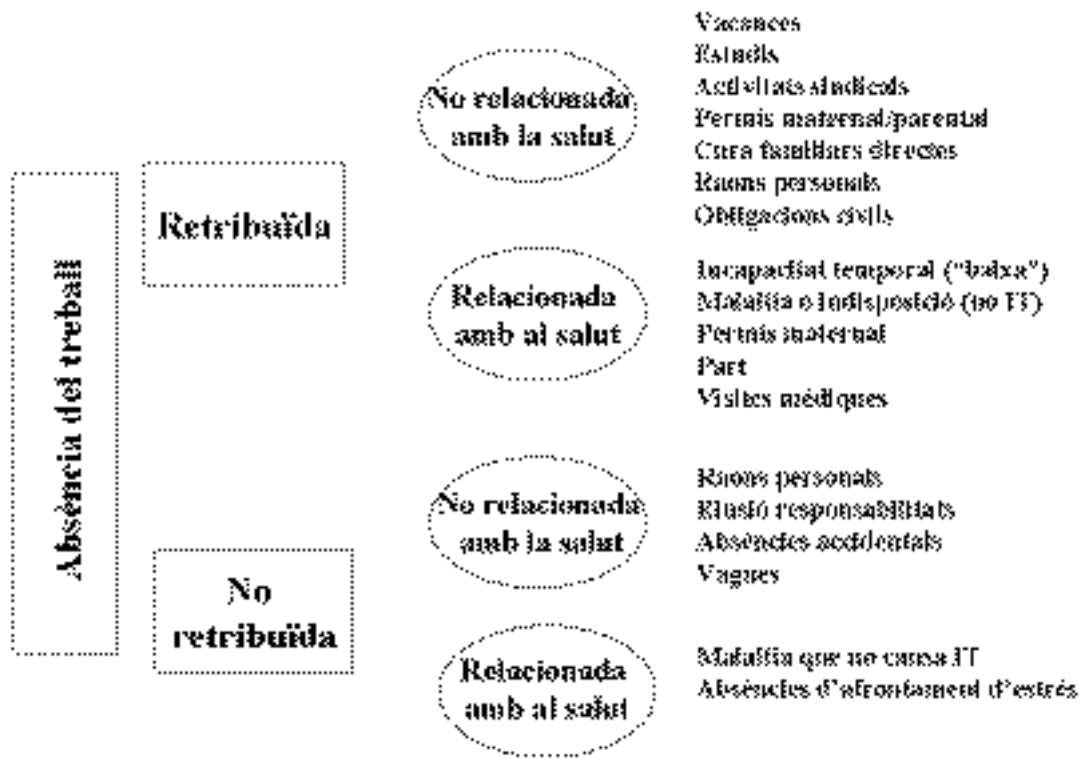 Absència del treball
Retribuïda
No relacionada
amb la salut
Vacances
Estudis
Activitats sindicals
Permís maternal/parental
Cura familiars directes
Raons personals
Obligacions civils
Relacionada
amb al salut
Incapacitat temporal ("baixa")
Malaltia o indisposició (no IT)
Permís maternal
Part
Visites mèdiques
No
retribuïda
No relacionada
amb la salut
Raons personals
Elusió responsabilitats
Absències accidentals
Vagues
Relacionada
amb al salut
Malaltia que no causa IT
Absències d'afrontament d'estrés